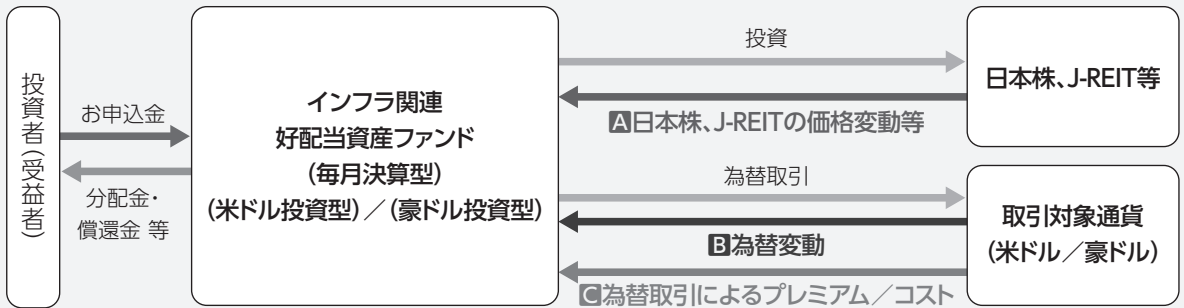 投資者（受益者）
お申込金
分配金・
償還金 等
インフラ関連
好配当資産ファンド
（毎月決算型）
（米ドル投資型）／（豪ドル投資型）
投資
A日本株、J-REITの価格変動等
日本株、J-REIT等
為替取引
B為替変動
C為替取引によるプレミアム／コスト
取引対象通貨
（米ドル／豪ドル）